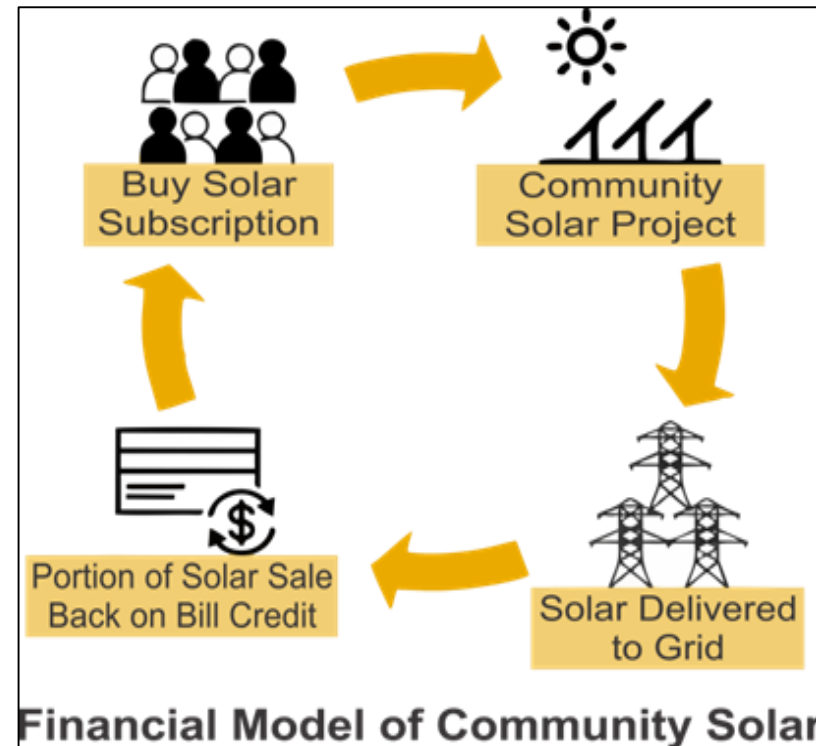 Buy Solar
Subscription
Community
Solar Project
$
Portion of Solar Sale
Back on Bill Credit
Solar Delivered
to Grid
Financial Model of Community Solar